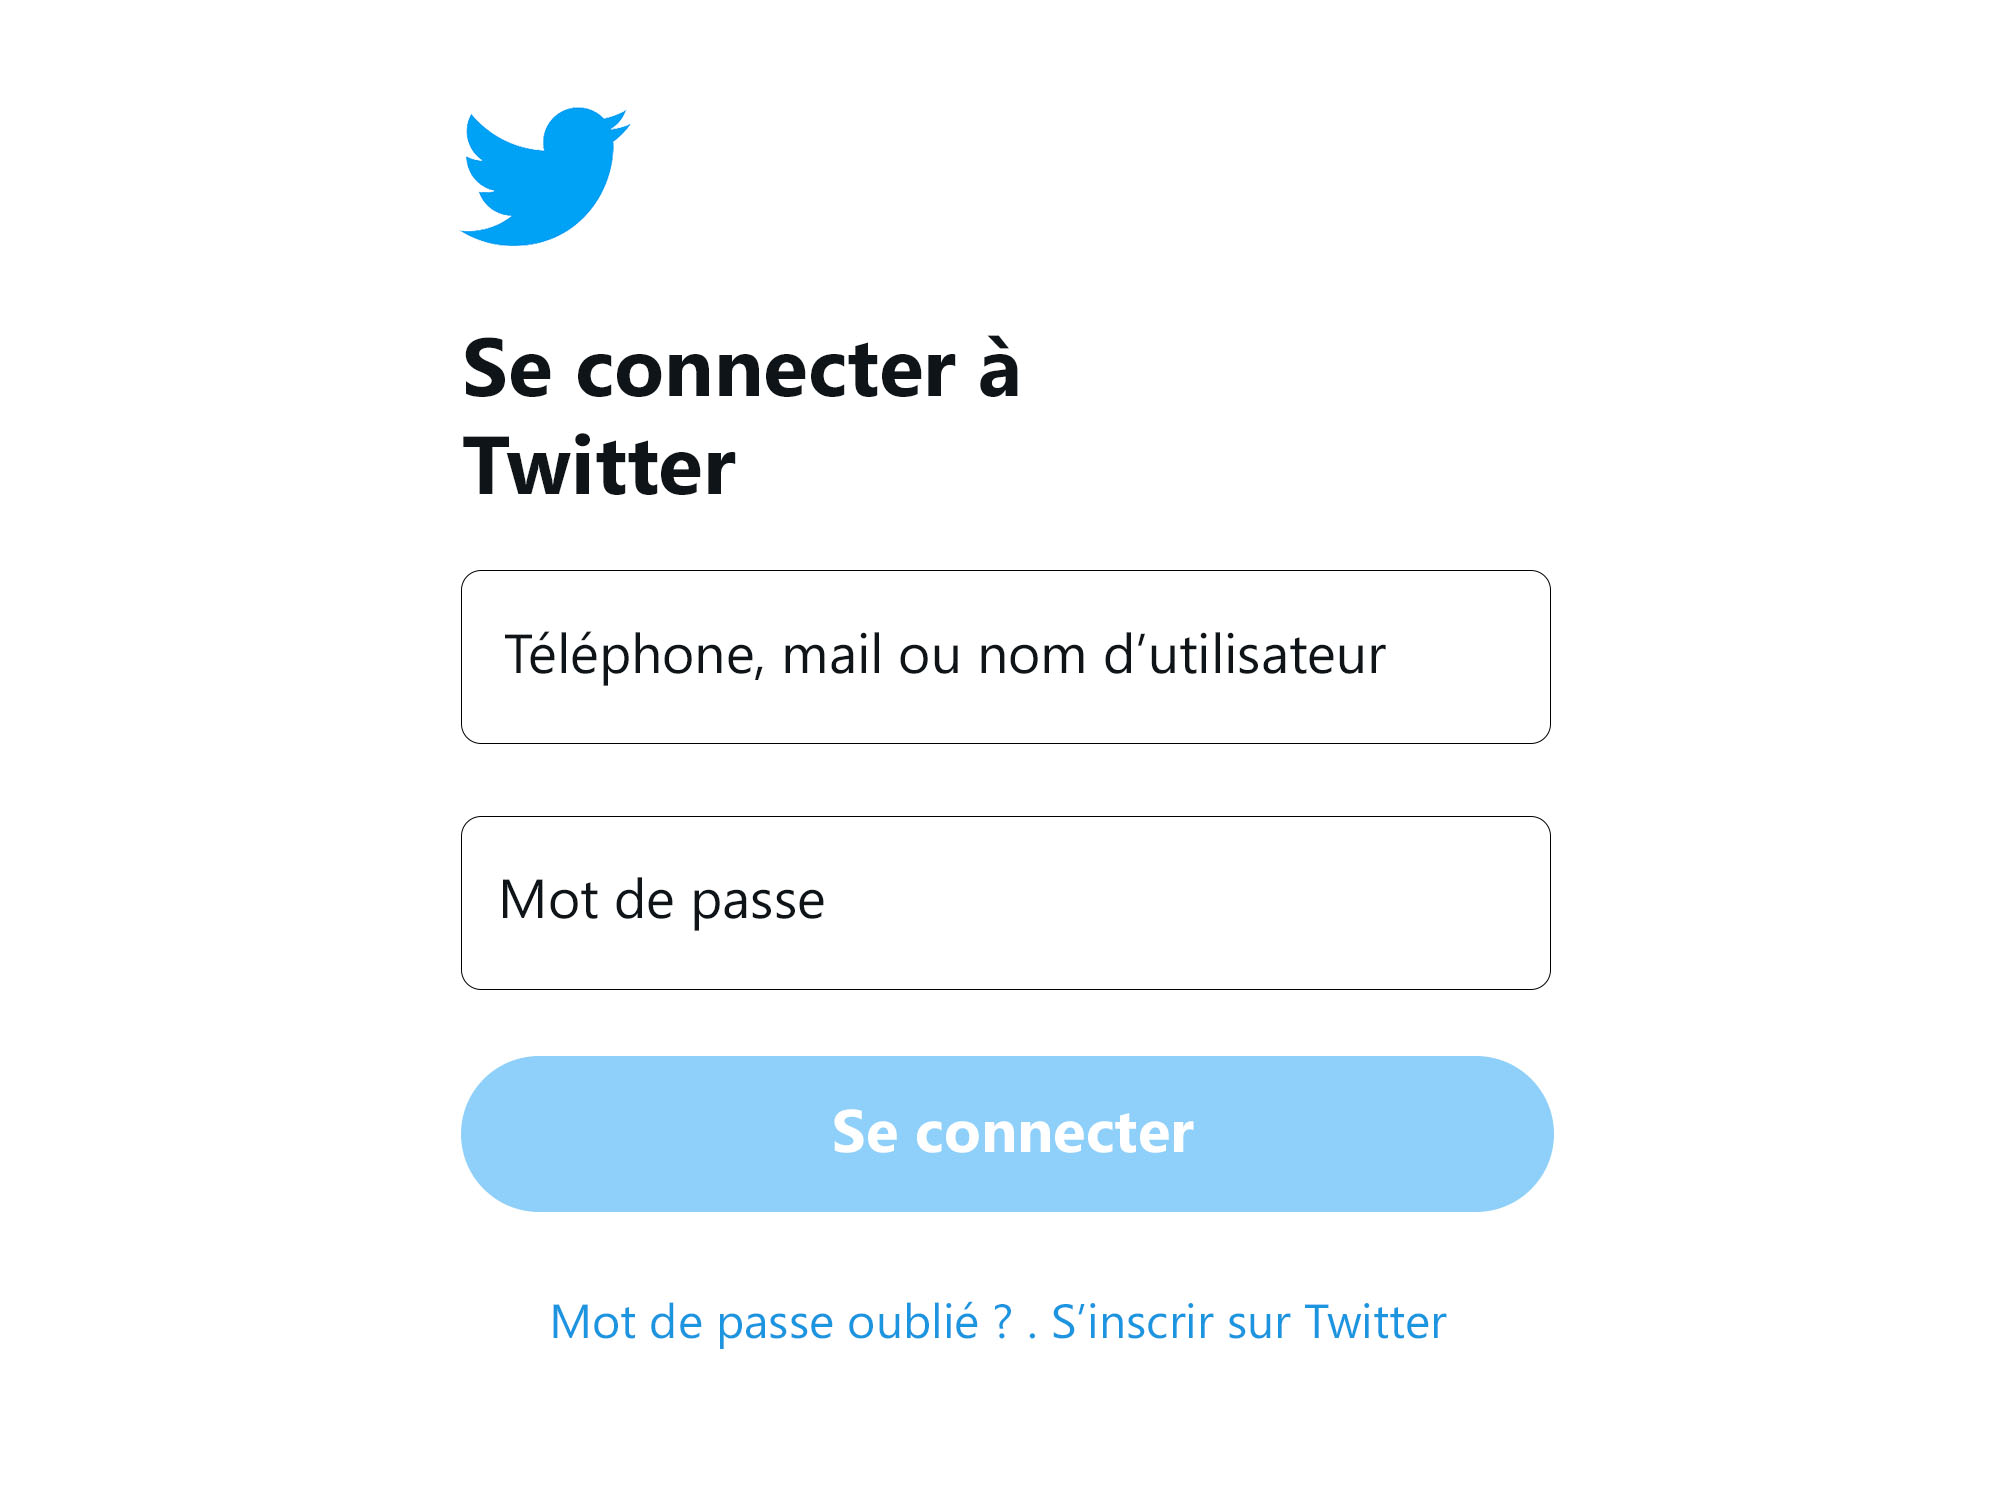 Se connecter à
Twitter
Téléphone, mail ou nom d’utilisateur
Mot de passe
Se connecter
Mot de passe oublié ? . S’inscrir sur Twitter